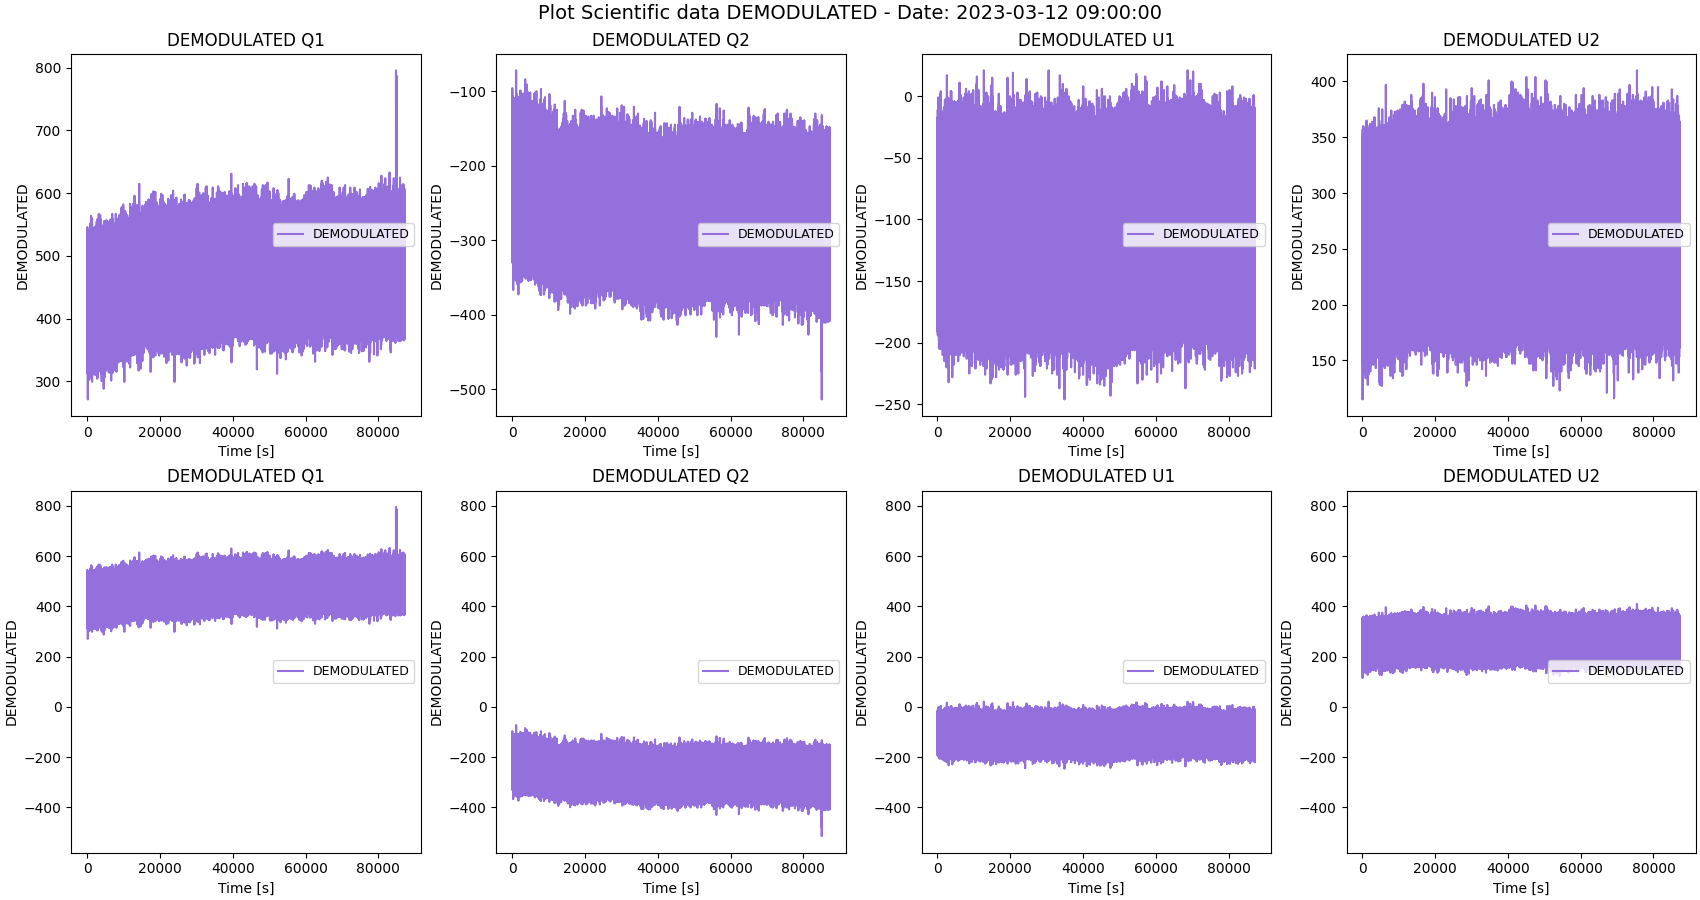 Plot Scientific data DEMODULATED - Date: 2023-03-12 09:00:00
DEMODULATED Q1
DEMODULATED
800
700
600
500
400
300
DEMODULATED
0 20000 40000 60000 80000
Time [s]
DEMODULATED Q2
DEMODULATED
−100
−200
−300
−400
−500
DEMODULATED
0 20000 40000 60000 80000
Time [s]
DEMODULATED U1
DEMODULATED
0
−50
−100
−150
−200
−250
DEMODULATED
0 20000 40000 60000 80000
Time [s]
DEMODULATED U2
DEMODULATED
400
350
300
250
200
150
DEMODULATED
0 20000 40000 60000 80000
Time [s]
DEMODULATED Q1
DEMODULATED
800
600
400
200
0
−200
−400
DEMODULATED
0 20000 40000 60000 80000
Time [s]
DEMODULATED Q2
DEMODULATED
800
600
400
200
0
−200
−400
DEMODULATED
0 20000 40000 60000 80000
Time [s]
DEMODULATED U1
DEMODULATED
800
600
400
200
0
−200
−400
DEMODULATED
0 20000 40000 60000 80000
Time [s]
DEMODULATED U2
DEMODULATED
800
600
400
200
0
−200
−400
DEMODULATED
0 20000 40000 60000 80000
Time [s]